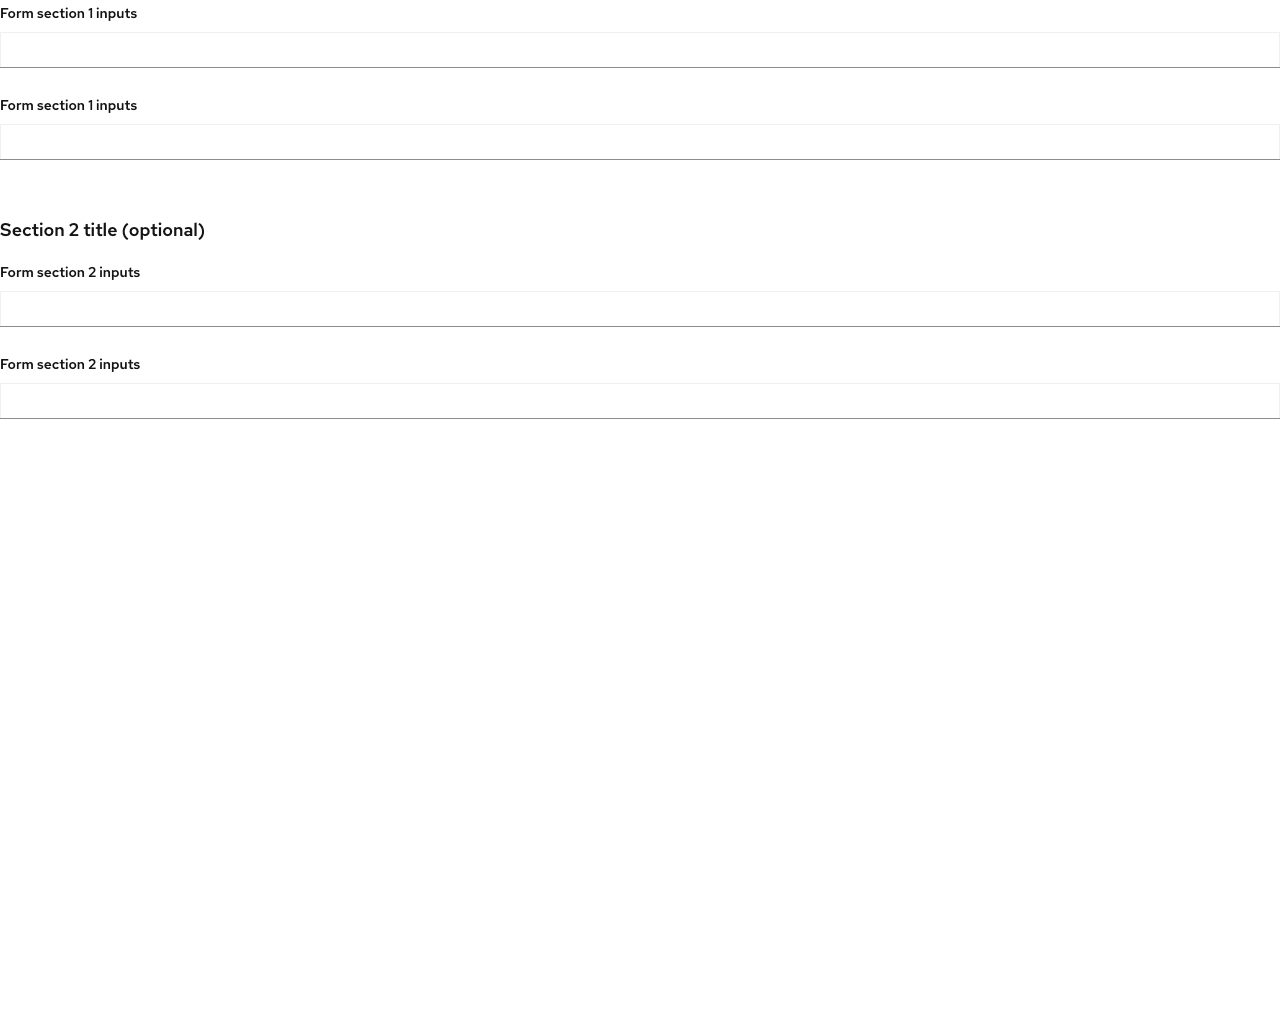 Form section 1 inputs
Form section 1 inputs
Section 2 title (optional)
Form section 2 inputs
Form section 2 inputs